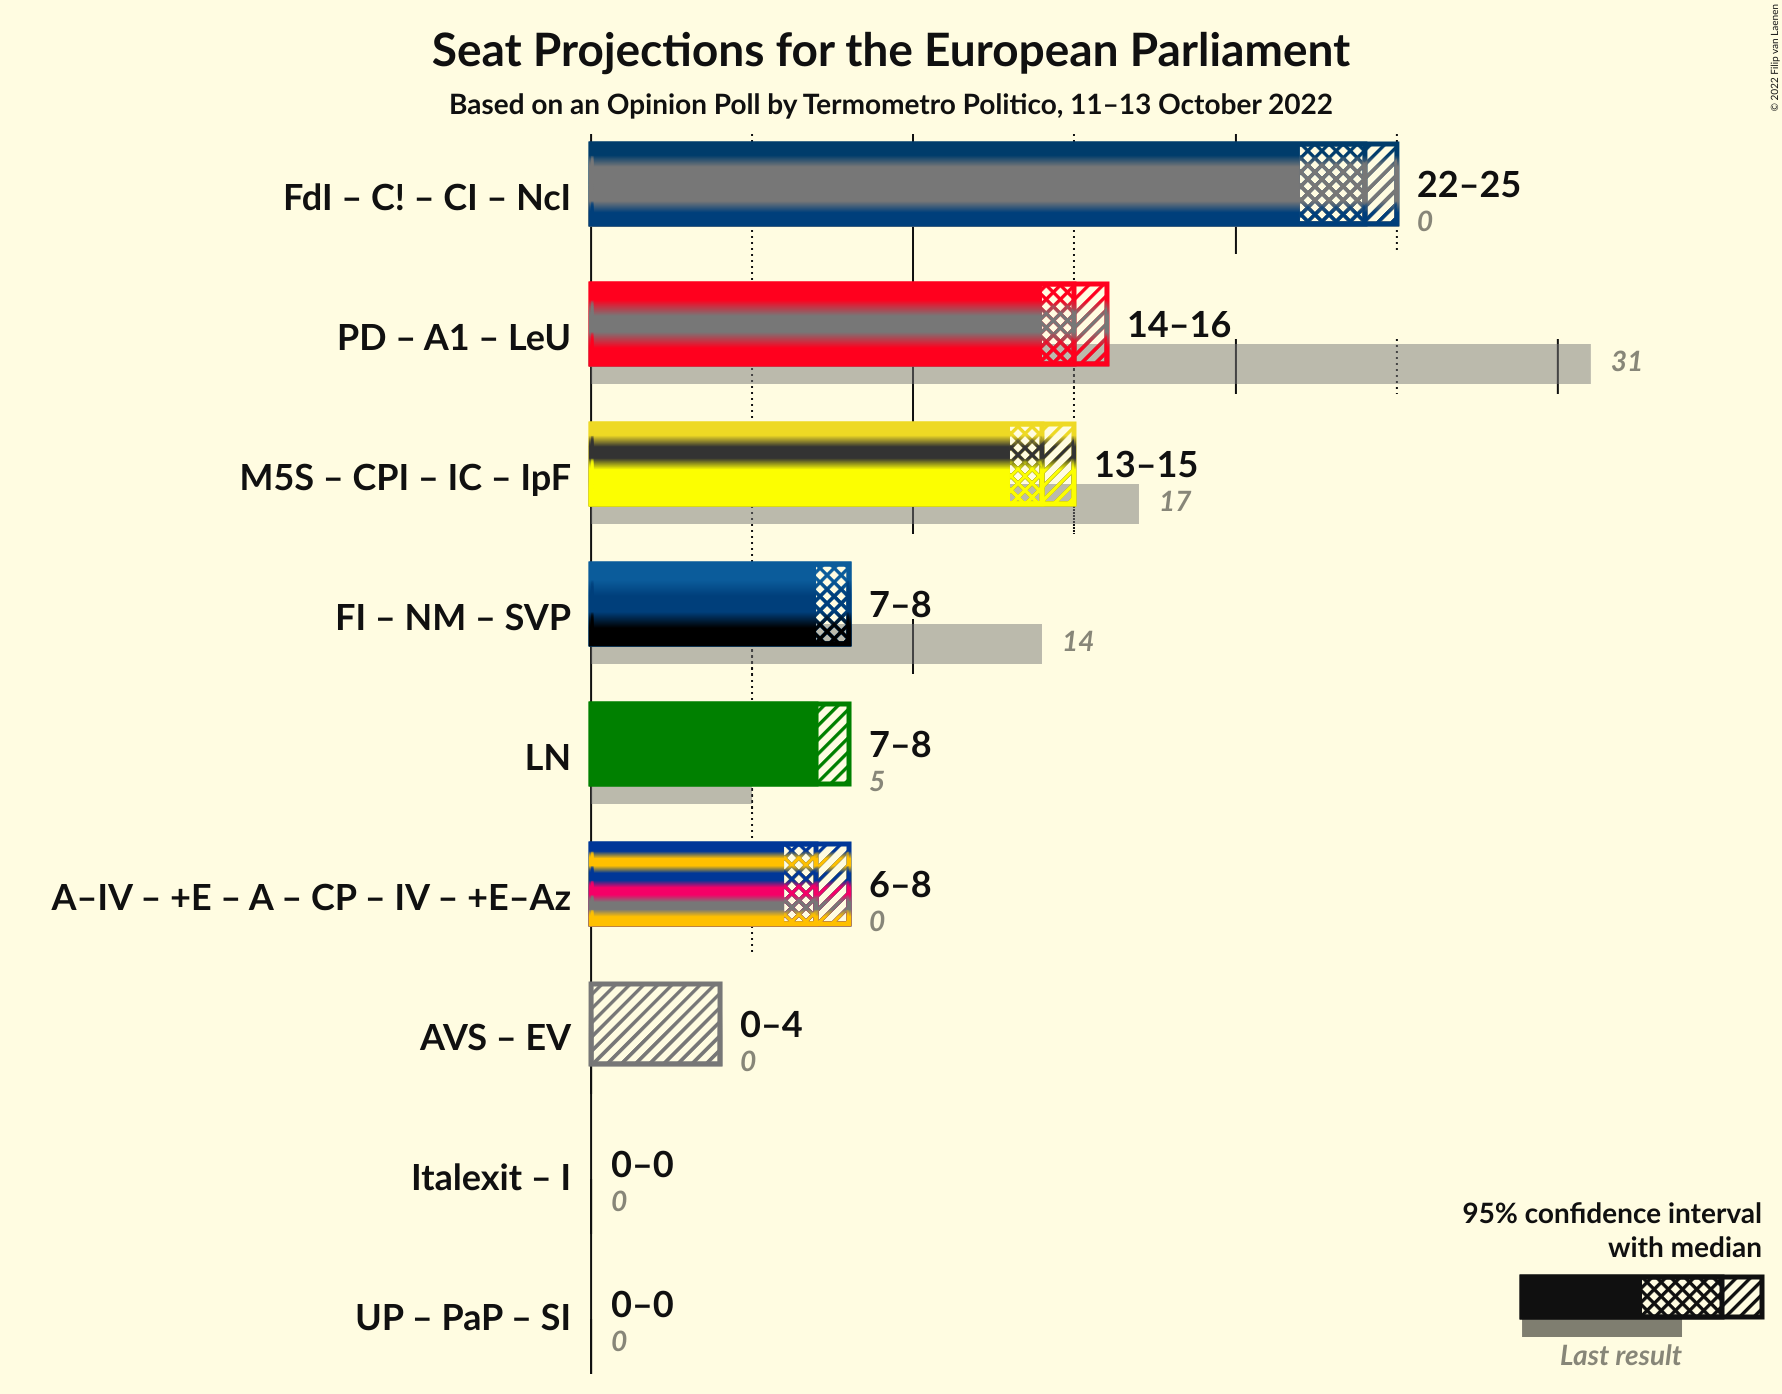 Seat Projections for the European Parliament
Based on an Opinion Poll by Termometro Politico, 11–13 October 2022
© 2022 Filip van Laenen
FdI – C! – CI – NcI
22–25
0
PD – A1 – LeU
14–16
31
M5S – CPI – IC – IpF
13–15
17
FI – NM – SVP
7–8
14
LN
7–8
5
A–IV – +E – A – CP – IV – +E–Az
6–8
0
AVS – EV
0–4
0
Italexit – I
0–0
0
UP – PaP – SI
0–0
0
95% confidence interval
with median
Last result